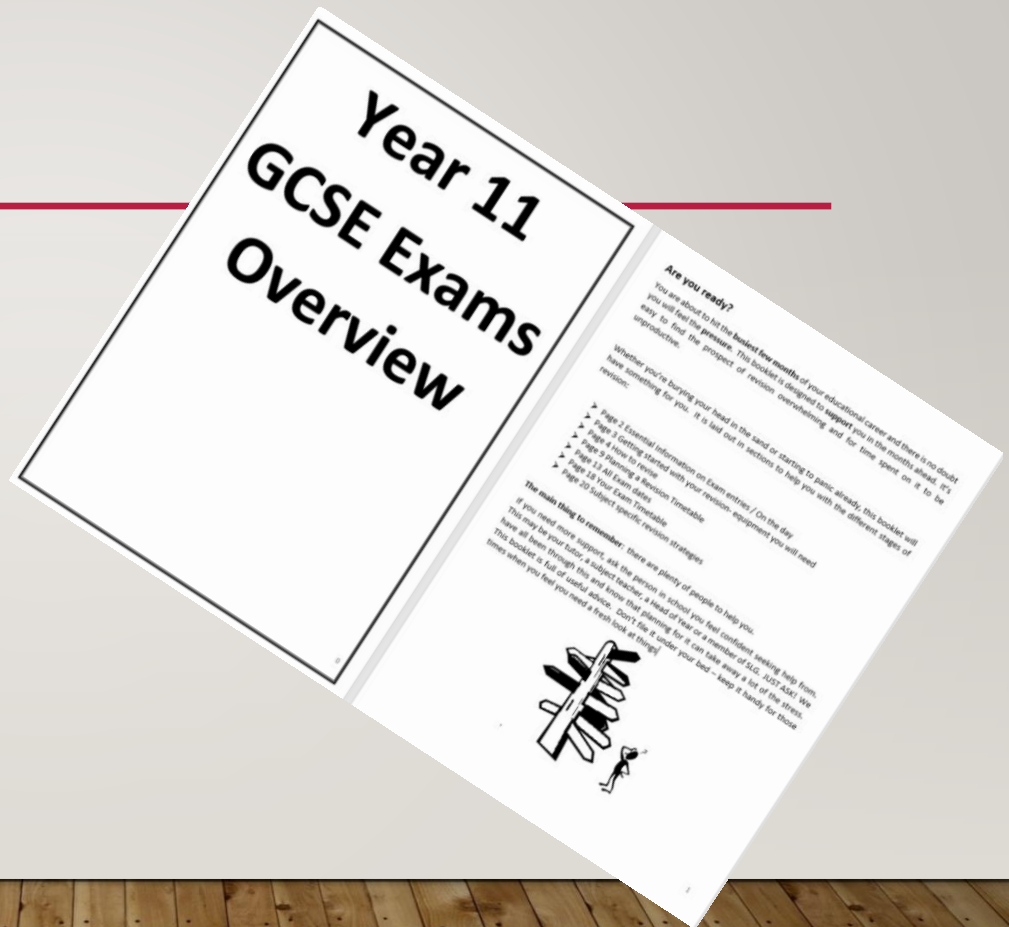 Year 11
GCSE Exams
Overview
0
Are you ready?
You are about to hit the busiest few months of your educational career and there is no doubt
you will feel the pressure. This booklet is designed to support you in the months ahead. It's
easy to find the prospect of revision overwhelming and for time spent on it to be
unproductive.
Whether you're burying your head in the sand or starting to panic already, this booklet will
have something for you. It is laid out in sections to help you with the different stages of
revision:
➢ Page 2 Essential Information on Exam entries / On the day
➢ Page 3 Getting started with your revision- equipment you will need
➢ Page 4 How to revise
➢ Page 9 Planning a Revision Timetable
➢ Page 13 All Exam dates
➢ Page 18 Your Exam Timetable
➢ Page 20 Subject specific revision strategies
The main thing to remember: there are plenty of people to help you.
If you need more support, ask the person in school you feel confident seeking help from.
This may be your tutor, a subject teacher, a Head of Year or a member of SLG. JUST ASK! We
have all been through this and know that planning for it can take away a lot of the stress.
This booklet is full of useful advice. Don't file it under your bed – keep it handy for those
times when you feel you need a fresh look at things
1